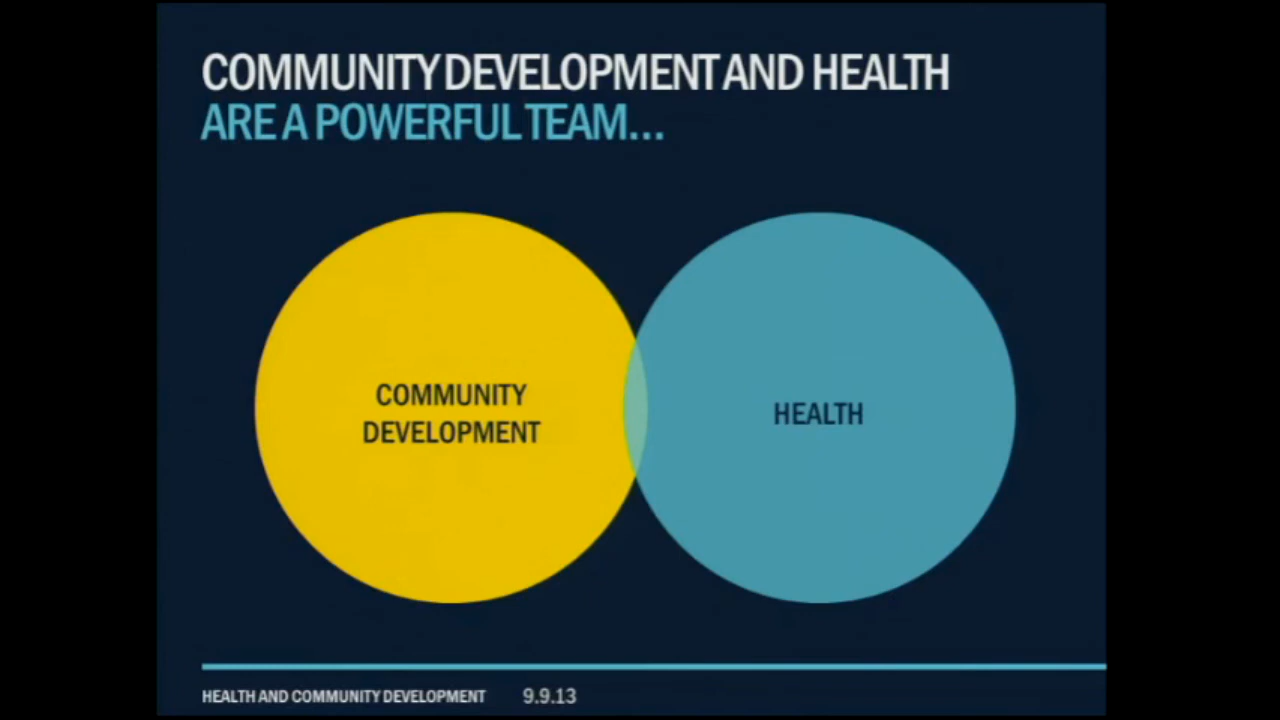 COMMUNITY DEVELOPMENT AND HEALTH
ARE A POWERFUL TEAM...
COMMUNITY
DEVELOPMENT
HEALTH
HEALTH AND COMMUNITY DEVELOPMENT 9.9.13